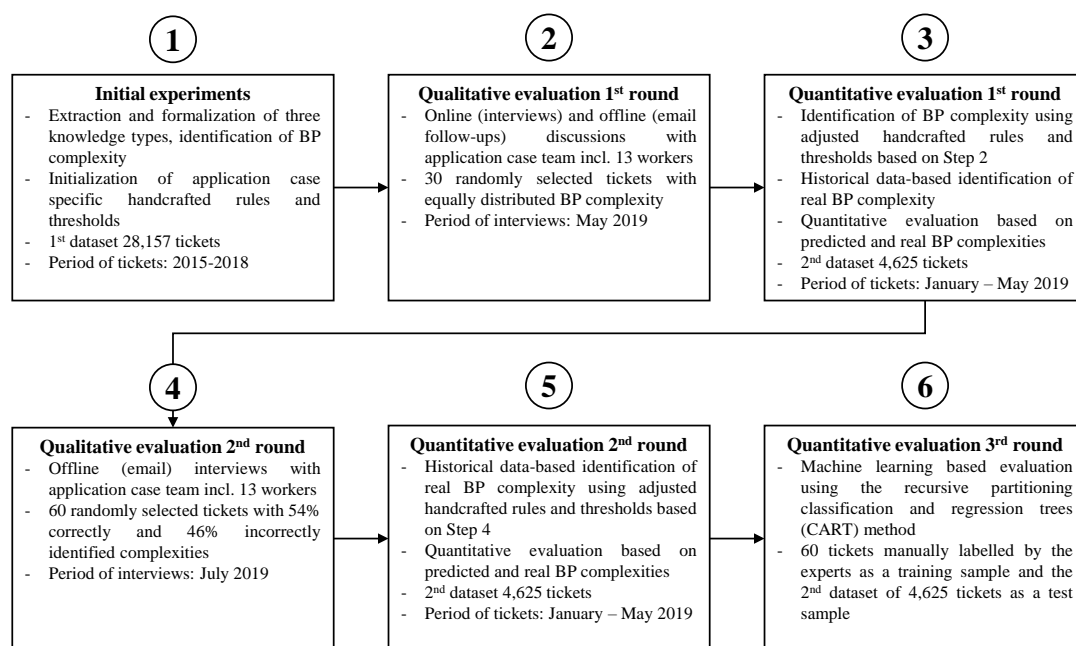 1
Initial experiments
- Extraction and formalization of three
knowledge types, identification of BP
complexity
- Initialization of application case
specific handcrafted rules and
thresholds
- 1st dataset 28,157 tickets
- Period of tickets: 2015-2018
2
Qualitative evaluation 1st round
- Online (interviews) and offline (email
follow-ups) discussions with
application case team incl. 13 workers
- 30 randomly selected tickets with
equally distributed BP complexity
- Period of interviews: May 2019
3
Quantitative evaluation 1st round
- Identification of BP complexity using
adjusted handcrafted rules and
thresholds based on Step 2
- Historical data-based identification of
real BP complexity
- Quantitative evaluation based on
predicted and real BP complexities
- 2nd dataset 4,625 tickets
- Period of tickets: January – May 2019
4
Qualitative evaluation 2nd round
- Offline (email) interviews with
application case team incl. 13 workers
- 60 randomly selected tickets with 54%
correctly and 46% incorrectly
identified complexities
- Period of interviews: July 2019
5
Quantitative evaluation 2nd round
- Historical data-based identification of
real BP complexity using adjusted
handcrafted rules and thresholds based
on Step 4
- Quantitative evaluation based on
predicted and real BP complexities
- 2nd dataset 4,625 tickets
- Period of tickets: January – May 2019
6
Quantitative evaluation 3rd round
- Machine learning based evaluation
using the recursive partitioning
classification and regression trees
(CART) method
- 60 tickets manually labelled by the
experts as a training sample and the
2nd dataset of 4,625 tickets as a test
sample